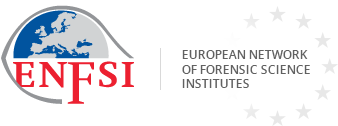 ENFSI
EUROPEAN NETWORK
OF FORENSIC SCIENCE
INSTITUTES